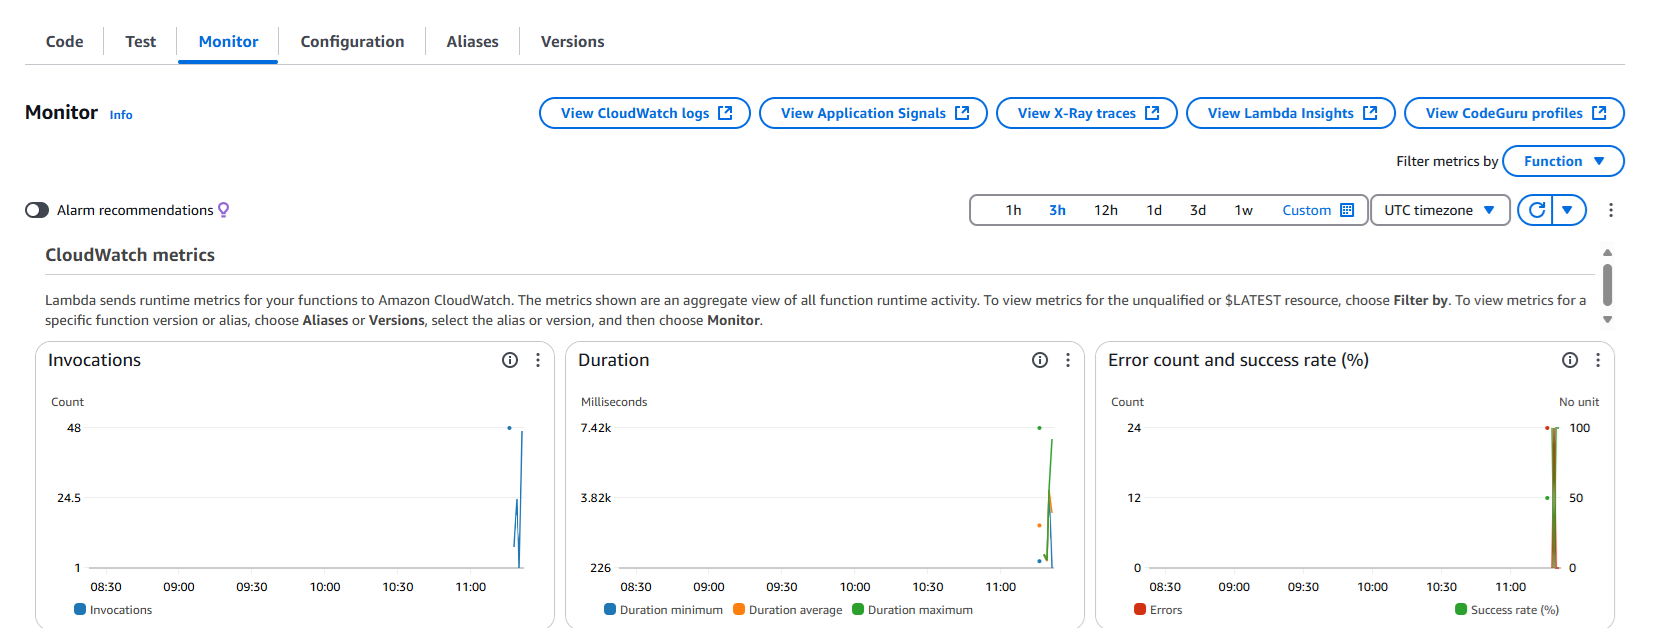 Code Test Monitor Configuration Aliases Versions
Monitor Info View CloudWatch logs View Application Signals View X-Ray traces View Lambda Insights View CodeGuru profiles
Filter metrics by Function
Alarm recommendations 1h 3h 12h 1d 3d 1w Custom UTC timezone
CloudWatch metrics
Lambda sends runtime metrics for your functions to Amazon CloudWatch. The metrics shown are an aggregate view of all function runtime activity. To view metrics for the unqualified or $LATEST resource, choose Filter by. To view metrics for a
specific function version or alias, choose Aliases or Versions, select the alias or version, and then choose Monitor.
Invocations
Count
48
24.5
1
08:30 09:00 09:30 10:00 10:30 11:00
Invocations
Duration
Milliseconds
7.42k
3.82k
226
08:30 09:00 09:30 10:00 10:30 11:00
Duration minimum Duration average Duration maximum
Error count and success rate (%)
Count No unit
24 100
12 50
0 0
08:30 09:00 09:30 10:00 10:30 11:00
Errors Success rate (%)